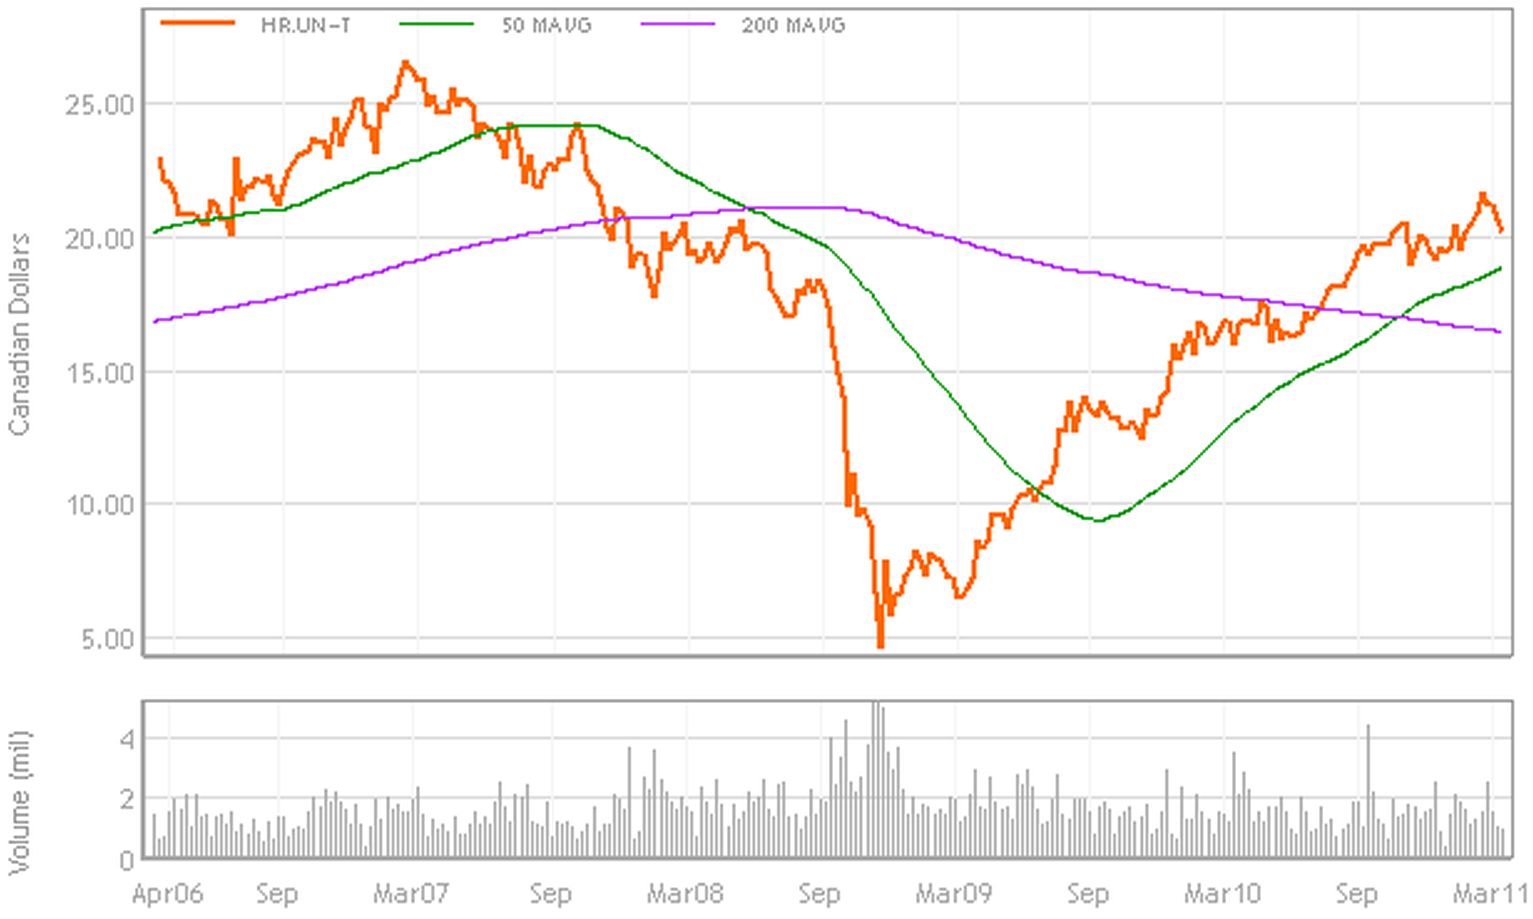 HR.UN-T 50 MAVG 200 MAVG
25.00
20.00
15.00
10.00
5.00
Canadian Dollars
4
2
0
Volume (mil)
Apr06 Sep Mar07 Sep Mar08 Sep Mar09 Sep Mar10 Sep Mar11